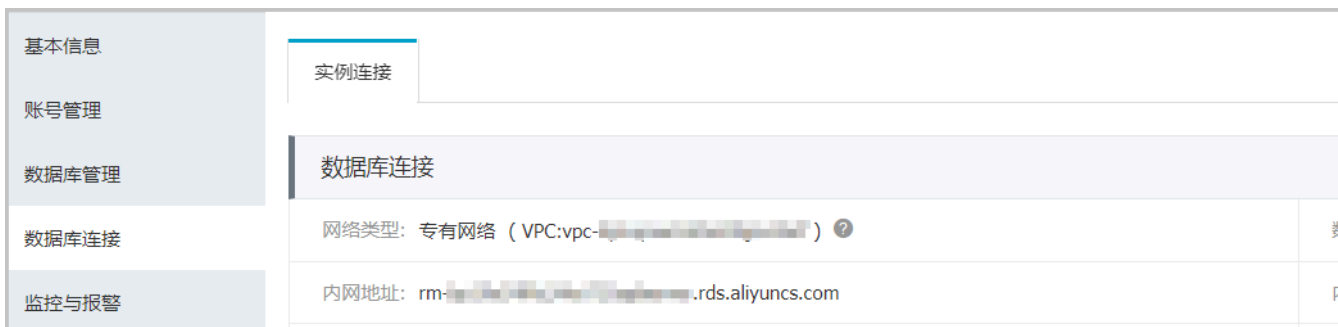 基本信息
账号管理
数据库管理
数据库连接
监控与报警
实例连接
数据库连接
网络类型: 专有网络 ( VPC:vpc- )
内网地址: rm- .rds.aliyuncs.com